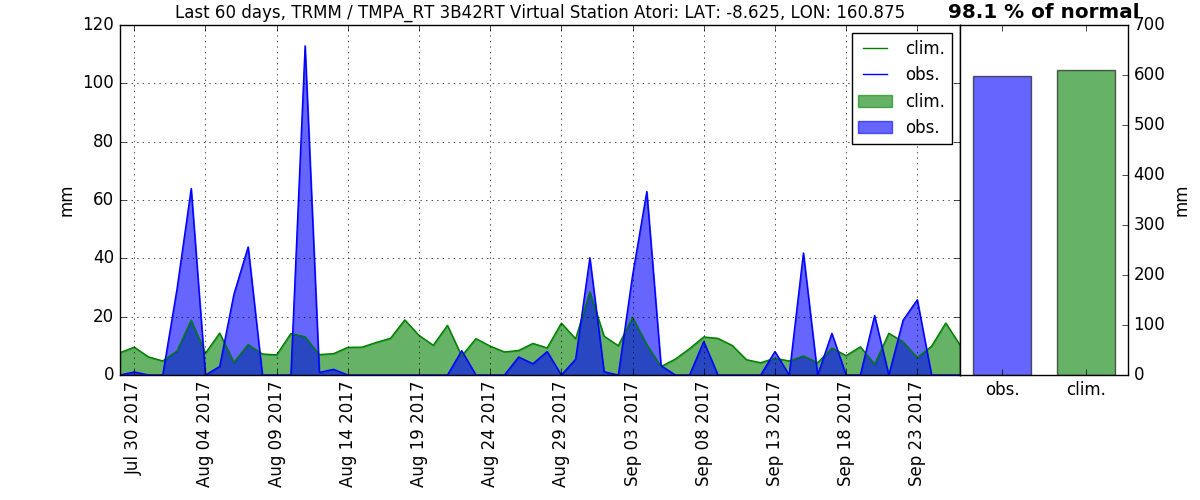 Last 60 days, TRMM / TMPA_RT 3B42RT Virtual Station Atori: LAT: -8.625, LON: 160.875
98.1 % of normal
mm
120
100
80
60
40
20
0
clim.
obs.
clim.
obs.
700
600
500
400
300
200
100
0
mm
Jul 30 2017
Aug 04 2017
Aug 09 2017
Aug 14 2017
Aug 19 2017
Aug 24 2017
Aug 29 2017
Sep 03 2017
Sep 08 2017
Sep 13 2017
Sep 18 2017
Sep 23 2017
obs.
clim.